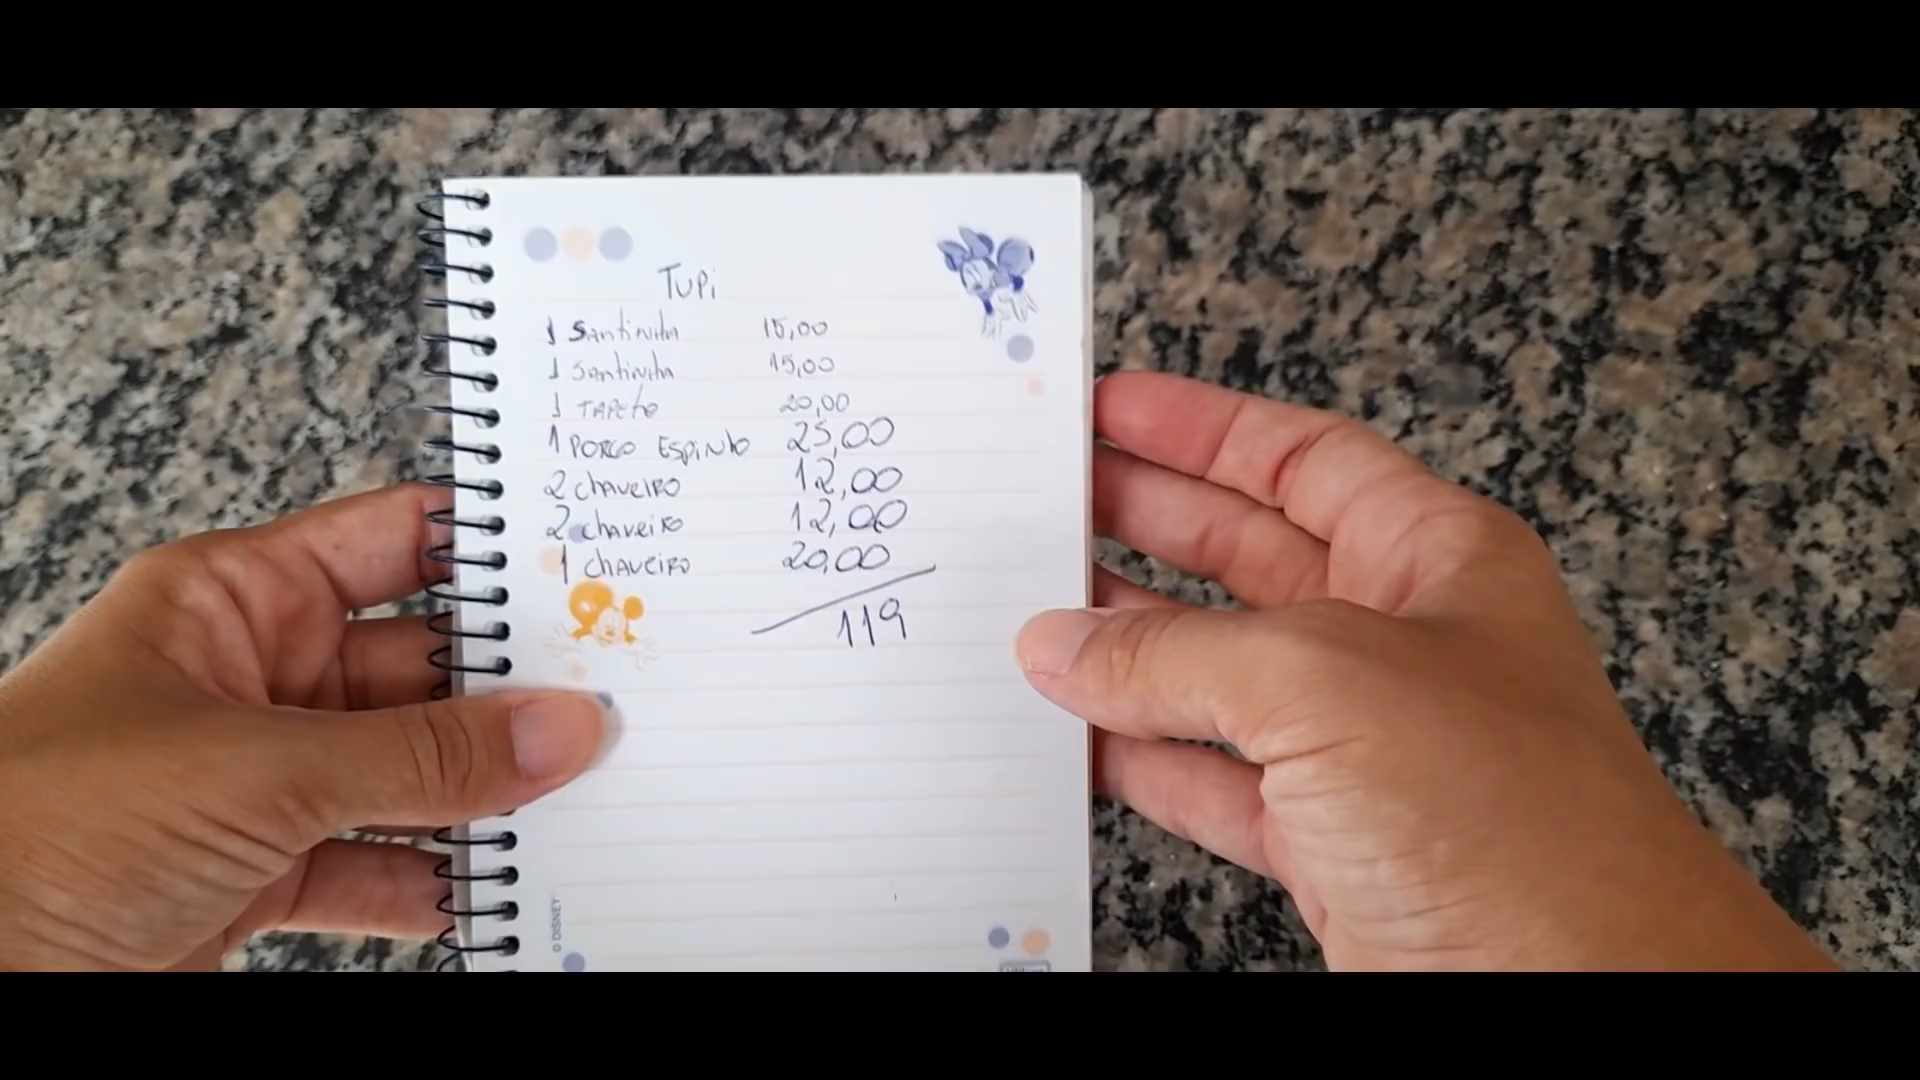 TUPi
1 Santinha 15,00
1 Santinha 15,00
1 TAPETO 20,00
1 PORCO ESPINHO 25,00
2 CHAVEIRO 12,00
2 CHAVEIRO 12,00
1 CHAVEIRO 20,00
119
© DISNEY